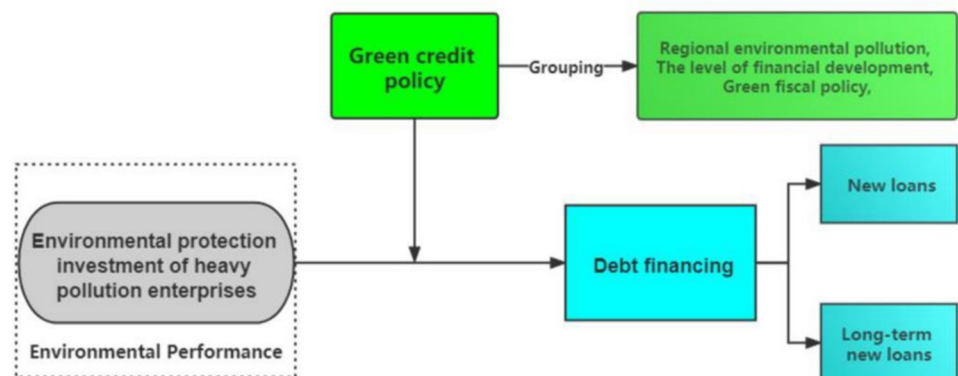 Green credit
policy
Grouping
Regional environmental pollution,
The level of financial development,
Green fiscal policy,
New loans
Environmental protection
investment of heavy
pollution enterprises
Debt financing
Environmental Performance
Long-term
new loans